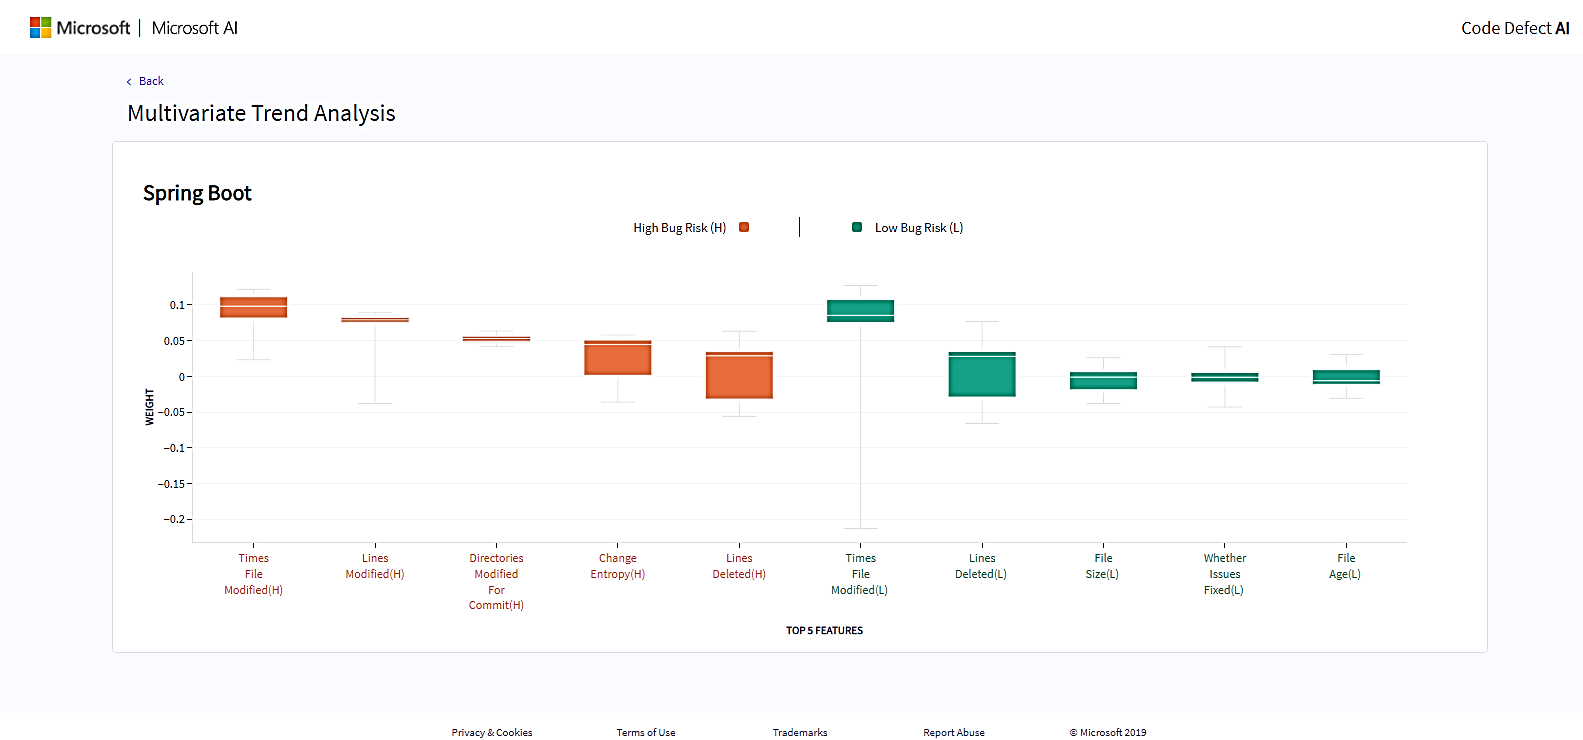 Microsoft | Microsoft AI
Code Defect AI
‹ Back
Multivariate Trend Analysis
Spring Boot
High Bug Risk (H)
Low Bug Risk (L)
0.1
0.05
0
−0.05
−0.1
−0.15
−0.2
WEIGHT
Times
File
Modified(H)
Lines
Modified(H)
Directories
Modified
For
Commit(H)
Change
Entropy(H)
Lines
Deleted(H)
Times
File
Modified(L)
Lines
Deleted(L)
File
Size(L)
Whether
Issues
Fixed(L)
File
Age(L)
TOP 5 FEATURES
Privacy & Cookies
Terms of Use
Trademarks
Report Abuse
© Microsoft 2019